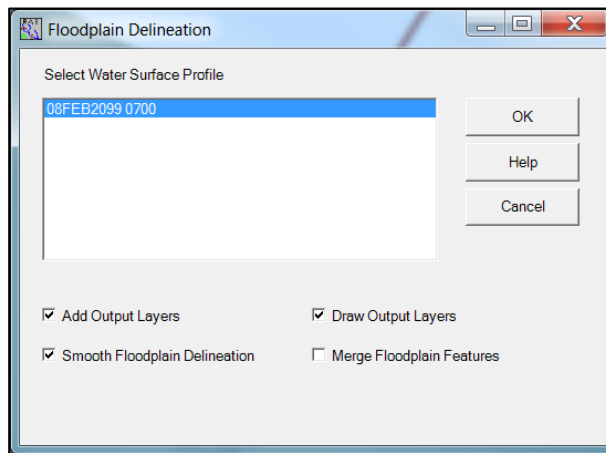 Floodplain Delineation
Select Water Surface Profile
08FEB2099 0700
OK
Help
Cancel
Add Output Layers
Draw Output Layers
Smooth Floodplain Delineation
Merge Floodplain Features